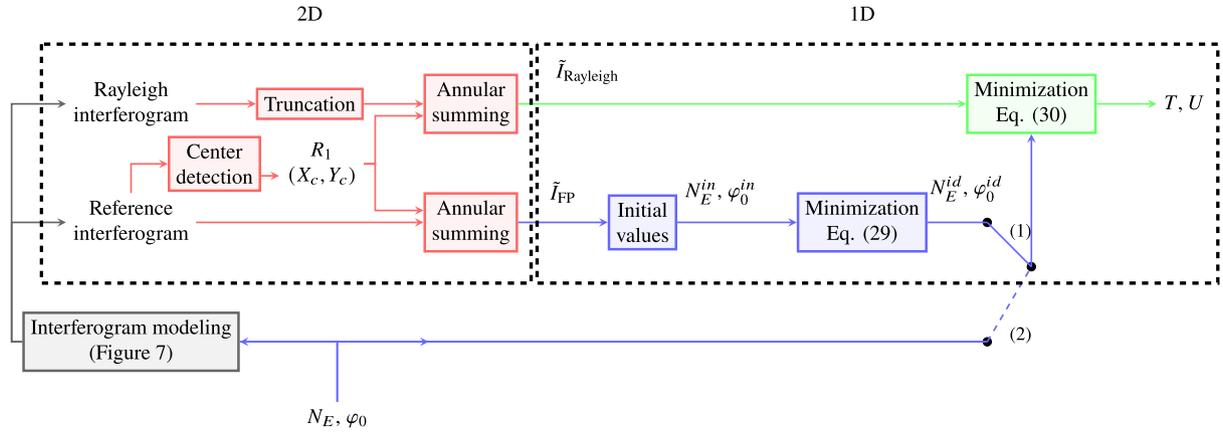 2D
1D
Rayleigh
interferogram
Truncation
Annular
summing
Ĩ_Rayleigh
Minimization
Eq. (30)
T, U
Center
detection
R_1
(X_c, Y_c)
Reference
interferogram
Annular
summing
Ĩ_FP
Initial
values
N_E^{in}, φ_0^{in}
Minimization
Eq. (29)
N_E^{id}, φ_0^{id}
(1)
Interferogram modeling
(Figure 7)
(2)
N_E, φ_0